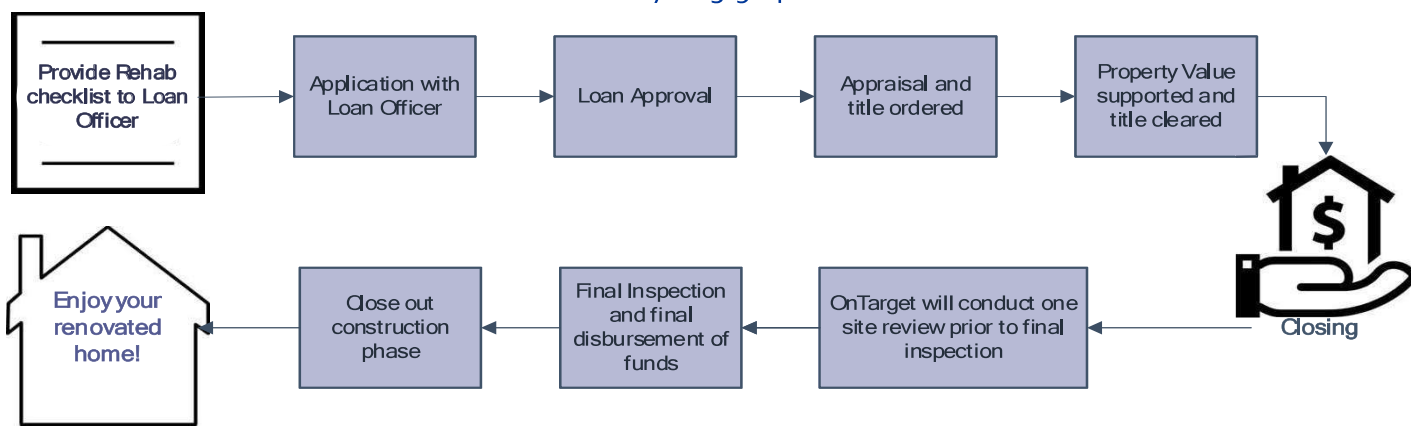 Provide Rehab
checklist to Loan
Officer
Application with
Loan Officer
Loan Approval
Appraisal and
title ordered
Property Value
supported and
title cleared
$
Closing
OnTarget will conduct one
site review prior to final
inspection
Final Inspection
and final
disbursement of
funds
Close out
construction
phase
Enjoy your
renovated
home!